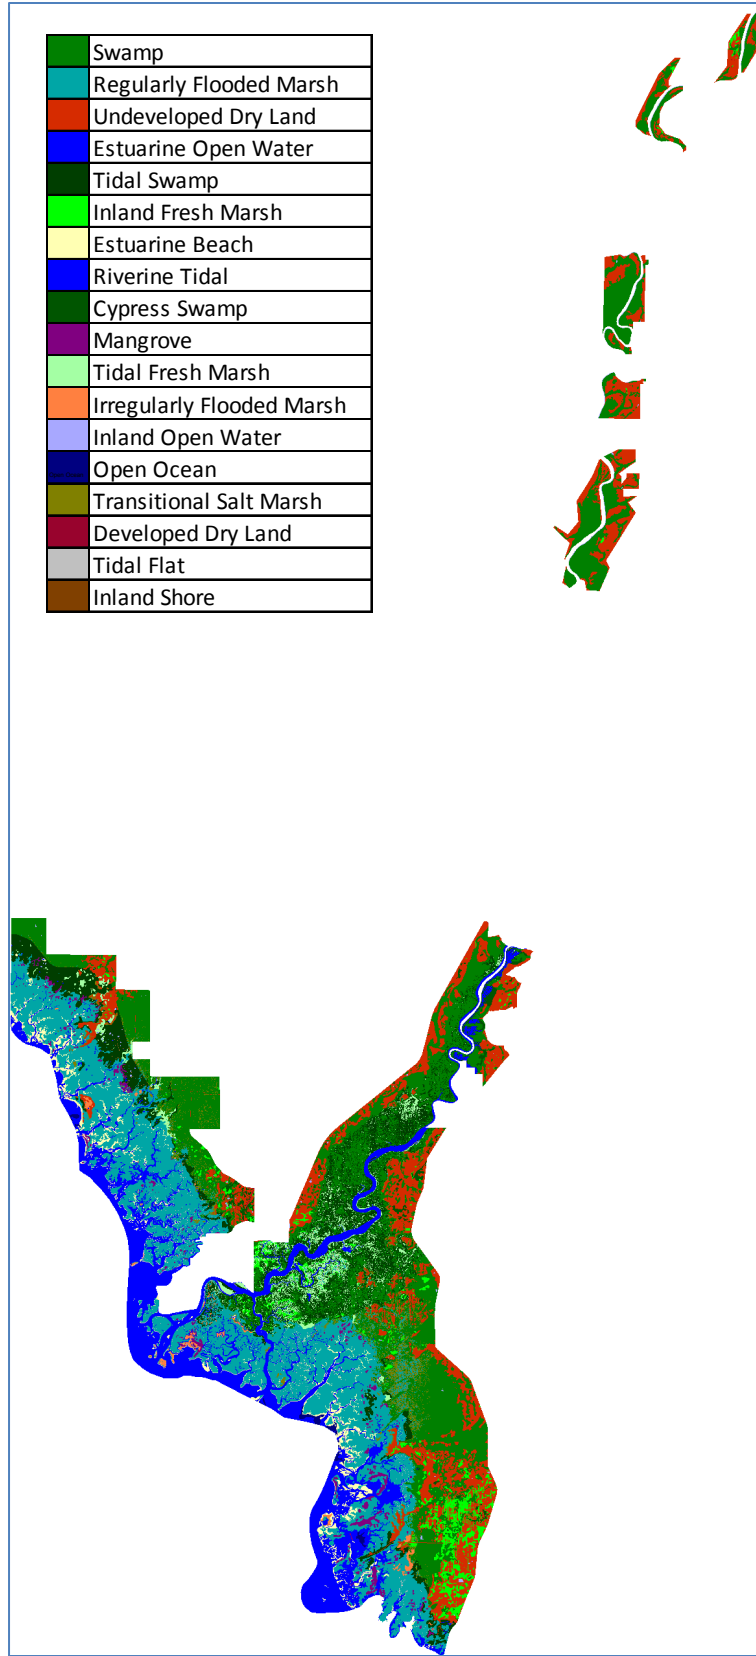 Swamp
Regularly Flooded Marsh
Undeveloped Dry Land
Estuarine Open Water
Tidal Swamp
Inland Fresh Marsh
Estuarine Beach
Riverine Tidal
Cypress Swamp
Mangrove
Tidal Fresh Marsh
Irregularly Flooded Marsh
Inland Open Water
Open Ocean
Transitional Salt Marsh
Developed Dry Land
Tidal Flat
Inland Shore